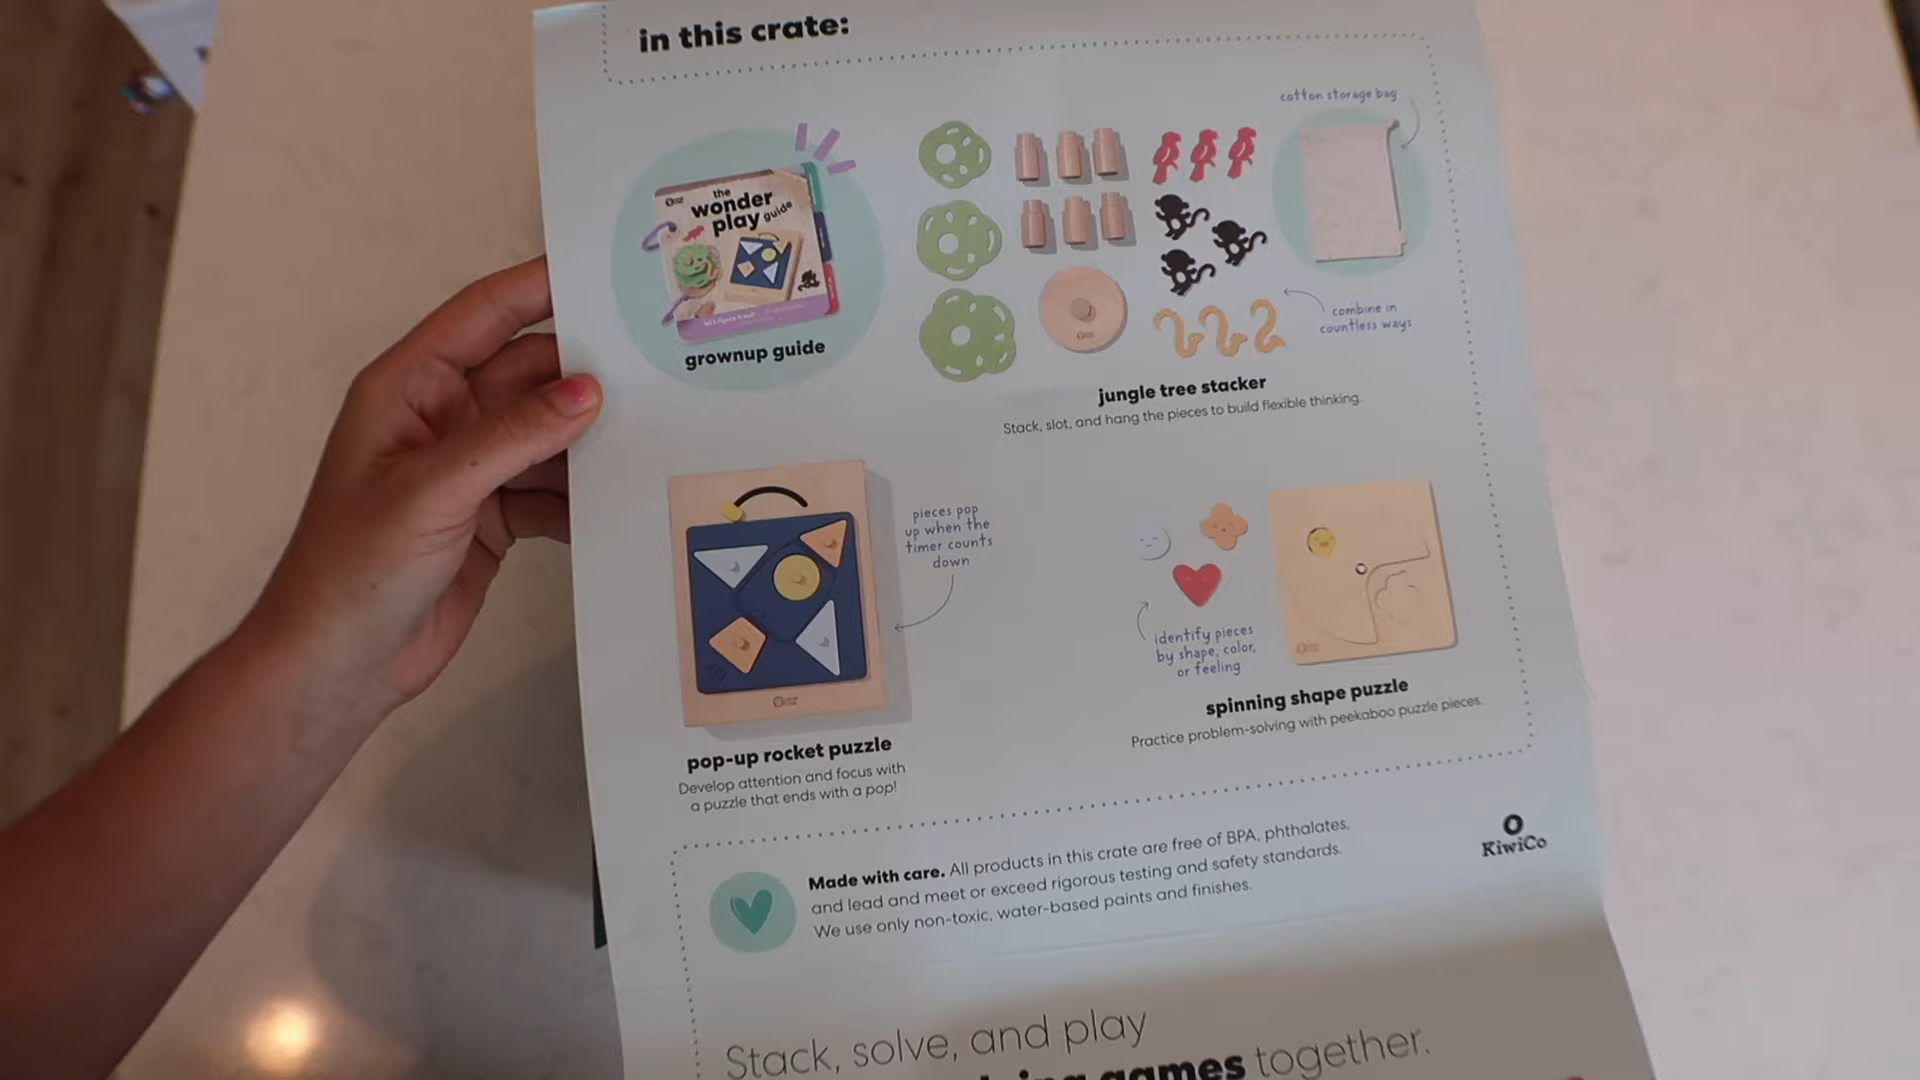 in this crate:
cotton storage bag
the
wonder
play guide
grownup guide
combine in
countless ways
jungle tree stacker
Stack, slot, and hang the pieces to build flexible thinking.
pieces pop
up when the
timer counts
down
identify pieces
by shape, color,
or feeling
pop-up rocket puzzle
Develop attention and focus with
a puzzle that ends with a pop!
spinning shape puzzle
Practice problem-solving with peekaboo puzzle pieces.
Made with care. All products in this crate are free of BPA, phthalates,
and lead and meet or exceed rigorous testing and safety standards.
We use only non-toxic, water-based paints and finishes.
KiwiCo
Stack, solve, and play
games together.